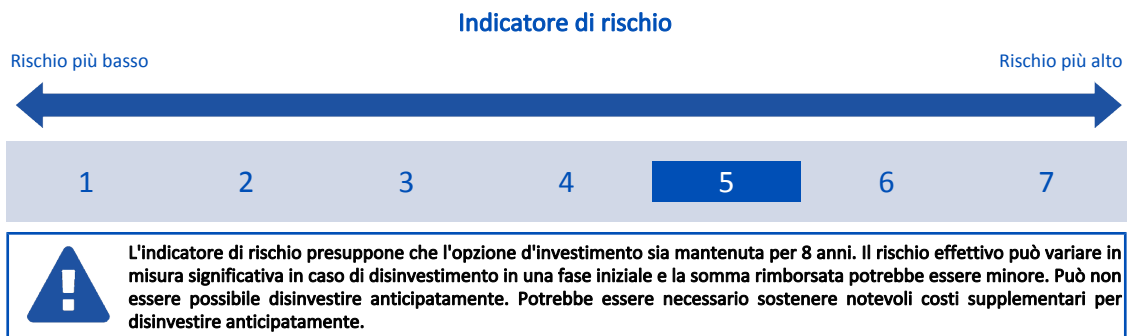 Indicatore di rischio
Rischio più basso
Rischio più alto
1 2 3 4 5 6 7
L'indicatore di rischio presuppone che l'opzione d'investimento sia mantenuta per 8 anni. Il rischio effettivo può variare in
misura significativa in caso di disinvestimento in una fase iniziale e la somma rimborsata potrebbe essere minore. Può non
essere possibile disinvestire anticipatamente. Potrebbe essere necessario sostenere notevoli costi supplementari per
disinvestire anticipatamente.